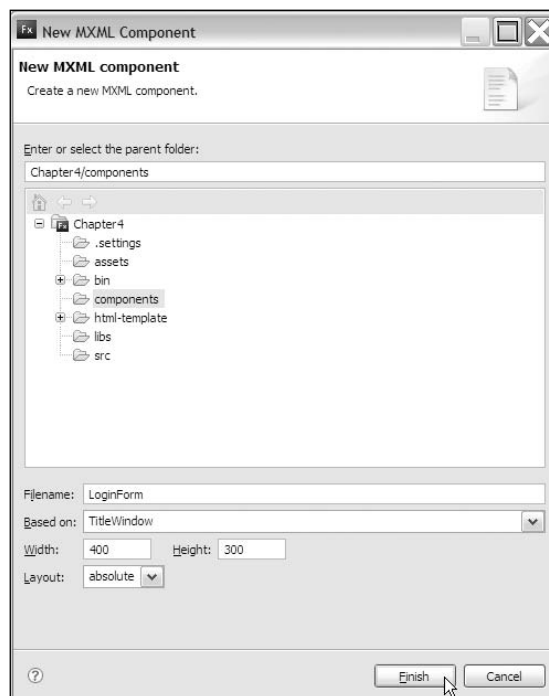 Fx New MXML Component
New MXML component
Create a new MXML component.
Enter or select the parent folder:
Chapter4/components
Fx Chapter4
.settings
assets
bin
components
html-template
libs
src
Filename: LoginForm
Based on: TitleWindow
Width: 400 Height: 300
Layout: absolute
? Finish Cancel